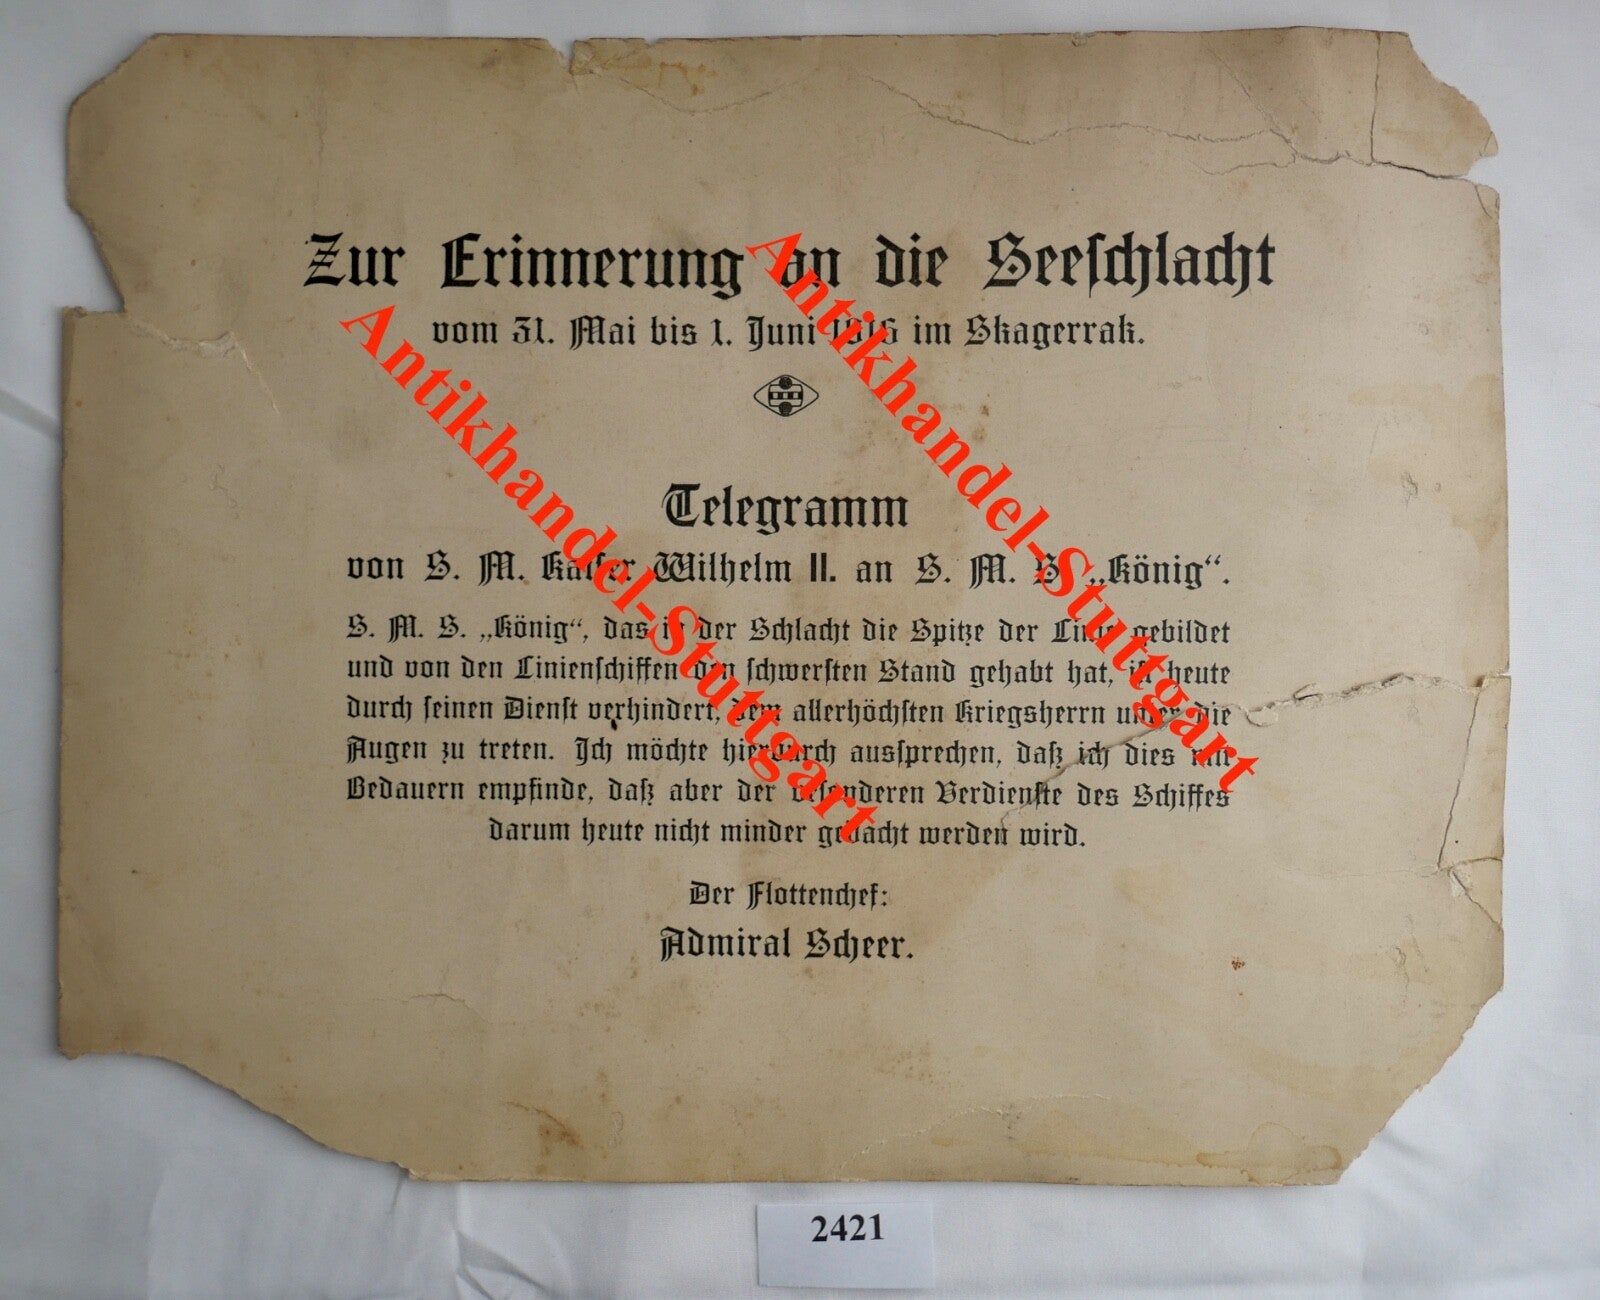 Zur Erinnerung an die Seeschlacht
vom 31. Mai bis 1. Juni 1916 im Skagerrak.
Telegramm
von S. M. Kaiser Wilhelm II. an S. M. S. „König“.
S. M. S. „König“, das in der Schlacht die Spitze der Linie gebildet
und von den Linienschiffen den schwersten Stand gehabt hat, ist heute
durch seinen Dienst verhindert, dem allerhöchsten Kriegsherrn unter die
Augen zu treten. Ich möchte hierdurch aussprechen, daß ich dies mit
Bedauern empfinde, daß aber der besonderen Verdienste des Schiffes
darum heute nicht minder gedacht werden wird.
Der Flottenchef:
Admiral Scheer.
Antikhandel-Stuttgart
Antikhandel-Stuttgart
2421